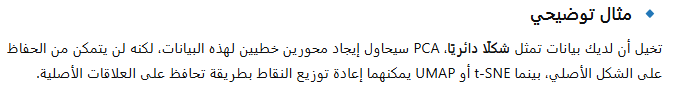 مثال توضيحي
تخيل أن لديك بيانات تمثل شكلًا دائريًا، PCA سيحاول إيجاد محورين خطيين لهذه البيانات، لكنه لن يتمكن من الحفاظ
على الشكل الأصلي، بينما t-SNE أو UMAP يمكنهما إعادة توزيع النقاط بطريقة تحافظ على العلاقات الأصلية.